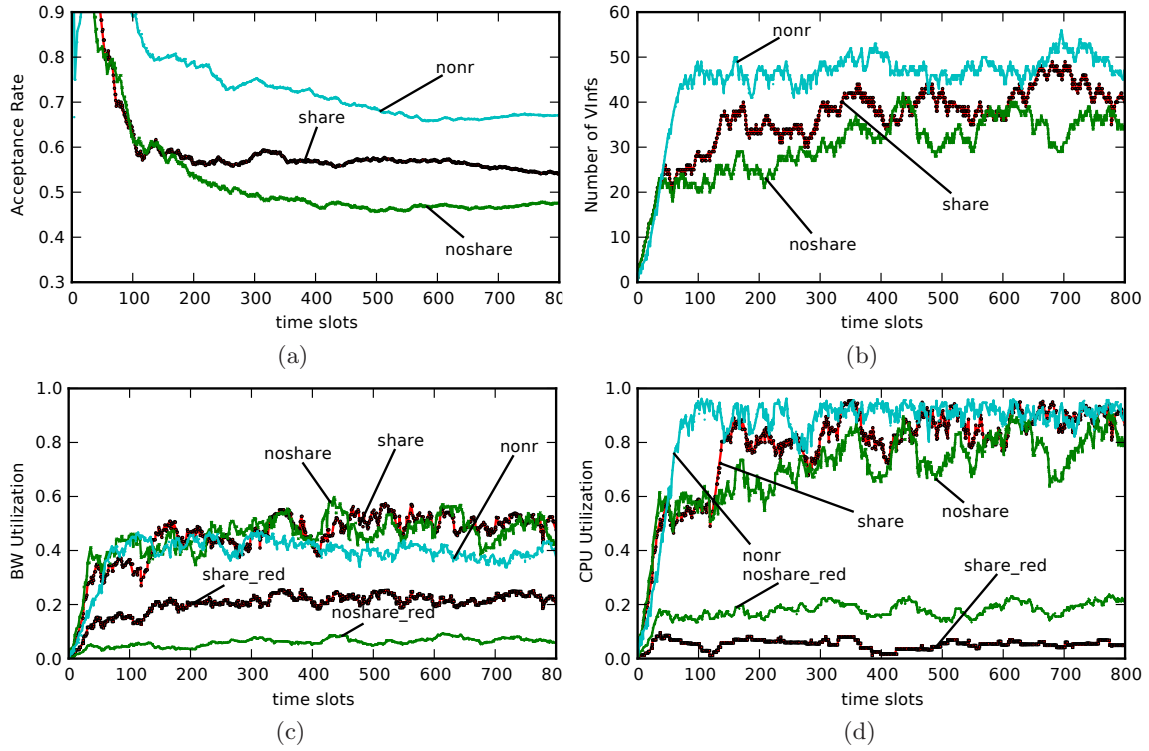 0.9
0.8
0.7
0.6
0.5
0.4
0.3
Acceptance Rate
nonr
share
noshare
0 100 200 300 400 500 600 700 80(
time slots
(a)
60
50
40
30
20
10
0
Number of VInfs
nonr
share
noshare
0 100 200 300 400 500 600 700 800
time slots
(b)
1.0
0.8
0.6
0.4
0.2
0.0
BW Utilization
noshare
share
nonr
share_red
noshare_red
0 100 200 300 400 500 600 700 800
time slots
(c)
1.0
0.8
0.6
0.4
0.2
0.0
CPU Utilization
share
noshare
nonr
noshare_red
share_red
0 100 200 300 400 500 600 700 800
time slots
(d)